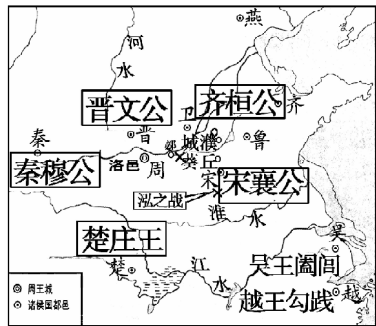 燕
河
水
晋文公
卫
齐桓公
齐
秦
晋
城濮
鲁
秦穆公
洛邑
周
郑
葵丘
宋
宋襄公
泓之战
淮水
楚庄王
楚
江水
吴
吴王阖闾
越王勾践
越
周王城
诸侯国都邑